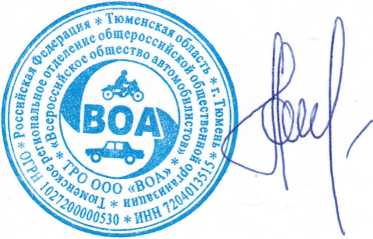 * Российская Федерация * Тюменская область * г. Тюмень * ИНН 7204013515 * ОГРН 1027200000530
* Тюменское региональное отделение общероссийской общественной организации
«Всероссийское общество автомобилистов»
* ТРО ООО «ВОА» *
ВОА